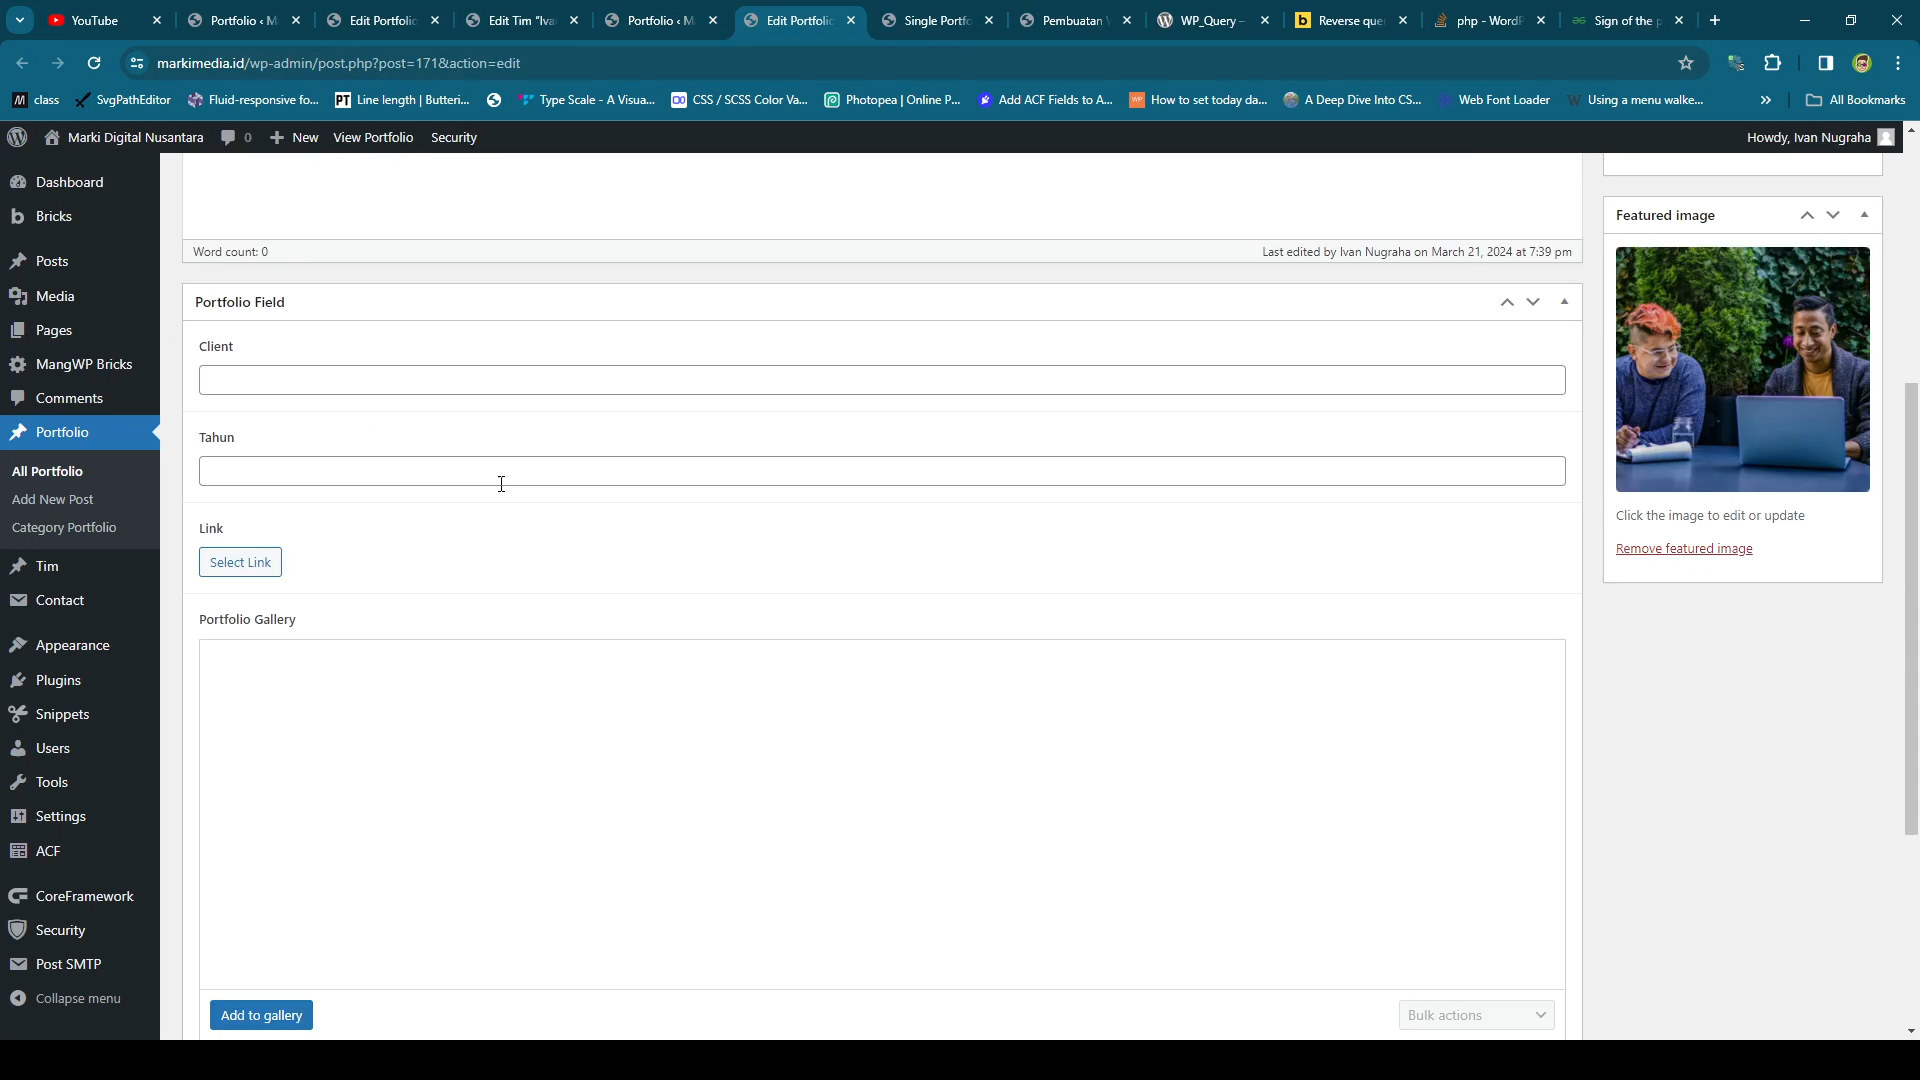 YouTube
Portfolio ‹ M
Edit Portfolio
Edit Tim "Iva
Portfolio ‹ M
Edit Portfolio
Single Portfo
Pembuatan
WP_Query –
Reverse que
php - WordP
Sign of the p
markimedia.id/wp-admin/post.php?post=171&action=edit
class
SvgPathEditor
Fluid-responsive fo...
PT
Line length | Butteri...
Type Scale - A Visua...
CSS / SCSS Color Va...
Photopea | Online P...
Add ACF Fields to A...
How to set today da...
A Deep Dive Into CS...
Web Font Loader
Using a menu walke...
»
All Bookmarks
Marki Digital Nusantara
0
New
View Portfolio
Security
Howdy, Ivan Nugraha
Dashboard
Bricks
Posts
Media
Pages
MangWP Bricks
Comments
Portfolio
All Portfolio
Add New Post
Category Portfolio
Tim
Contact
Appearance
Plugins
Snippets
Users
Tools
Settings
ACF
CoreFramework
Security
Post SMTP
Collapse menu
Word count: 0
Last edited by Ivan Nugraha on March 21, 2024 at 7:39 pm
Portfolio Field
Client
Tahun
Link
Select Link
Portfolio Gallery
Add to gallery
Bulk actions
Featured image
Click the image to edit or update
Remove featured image